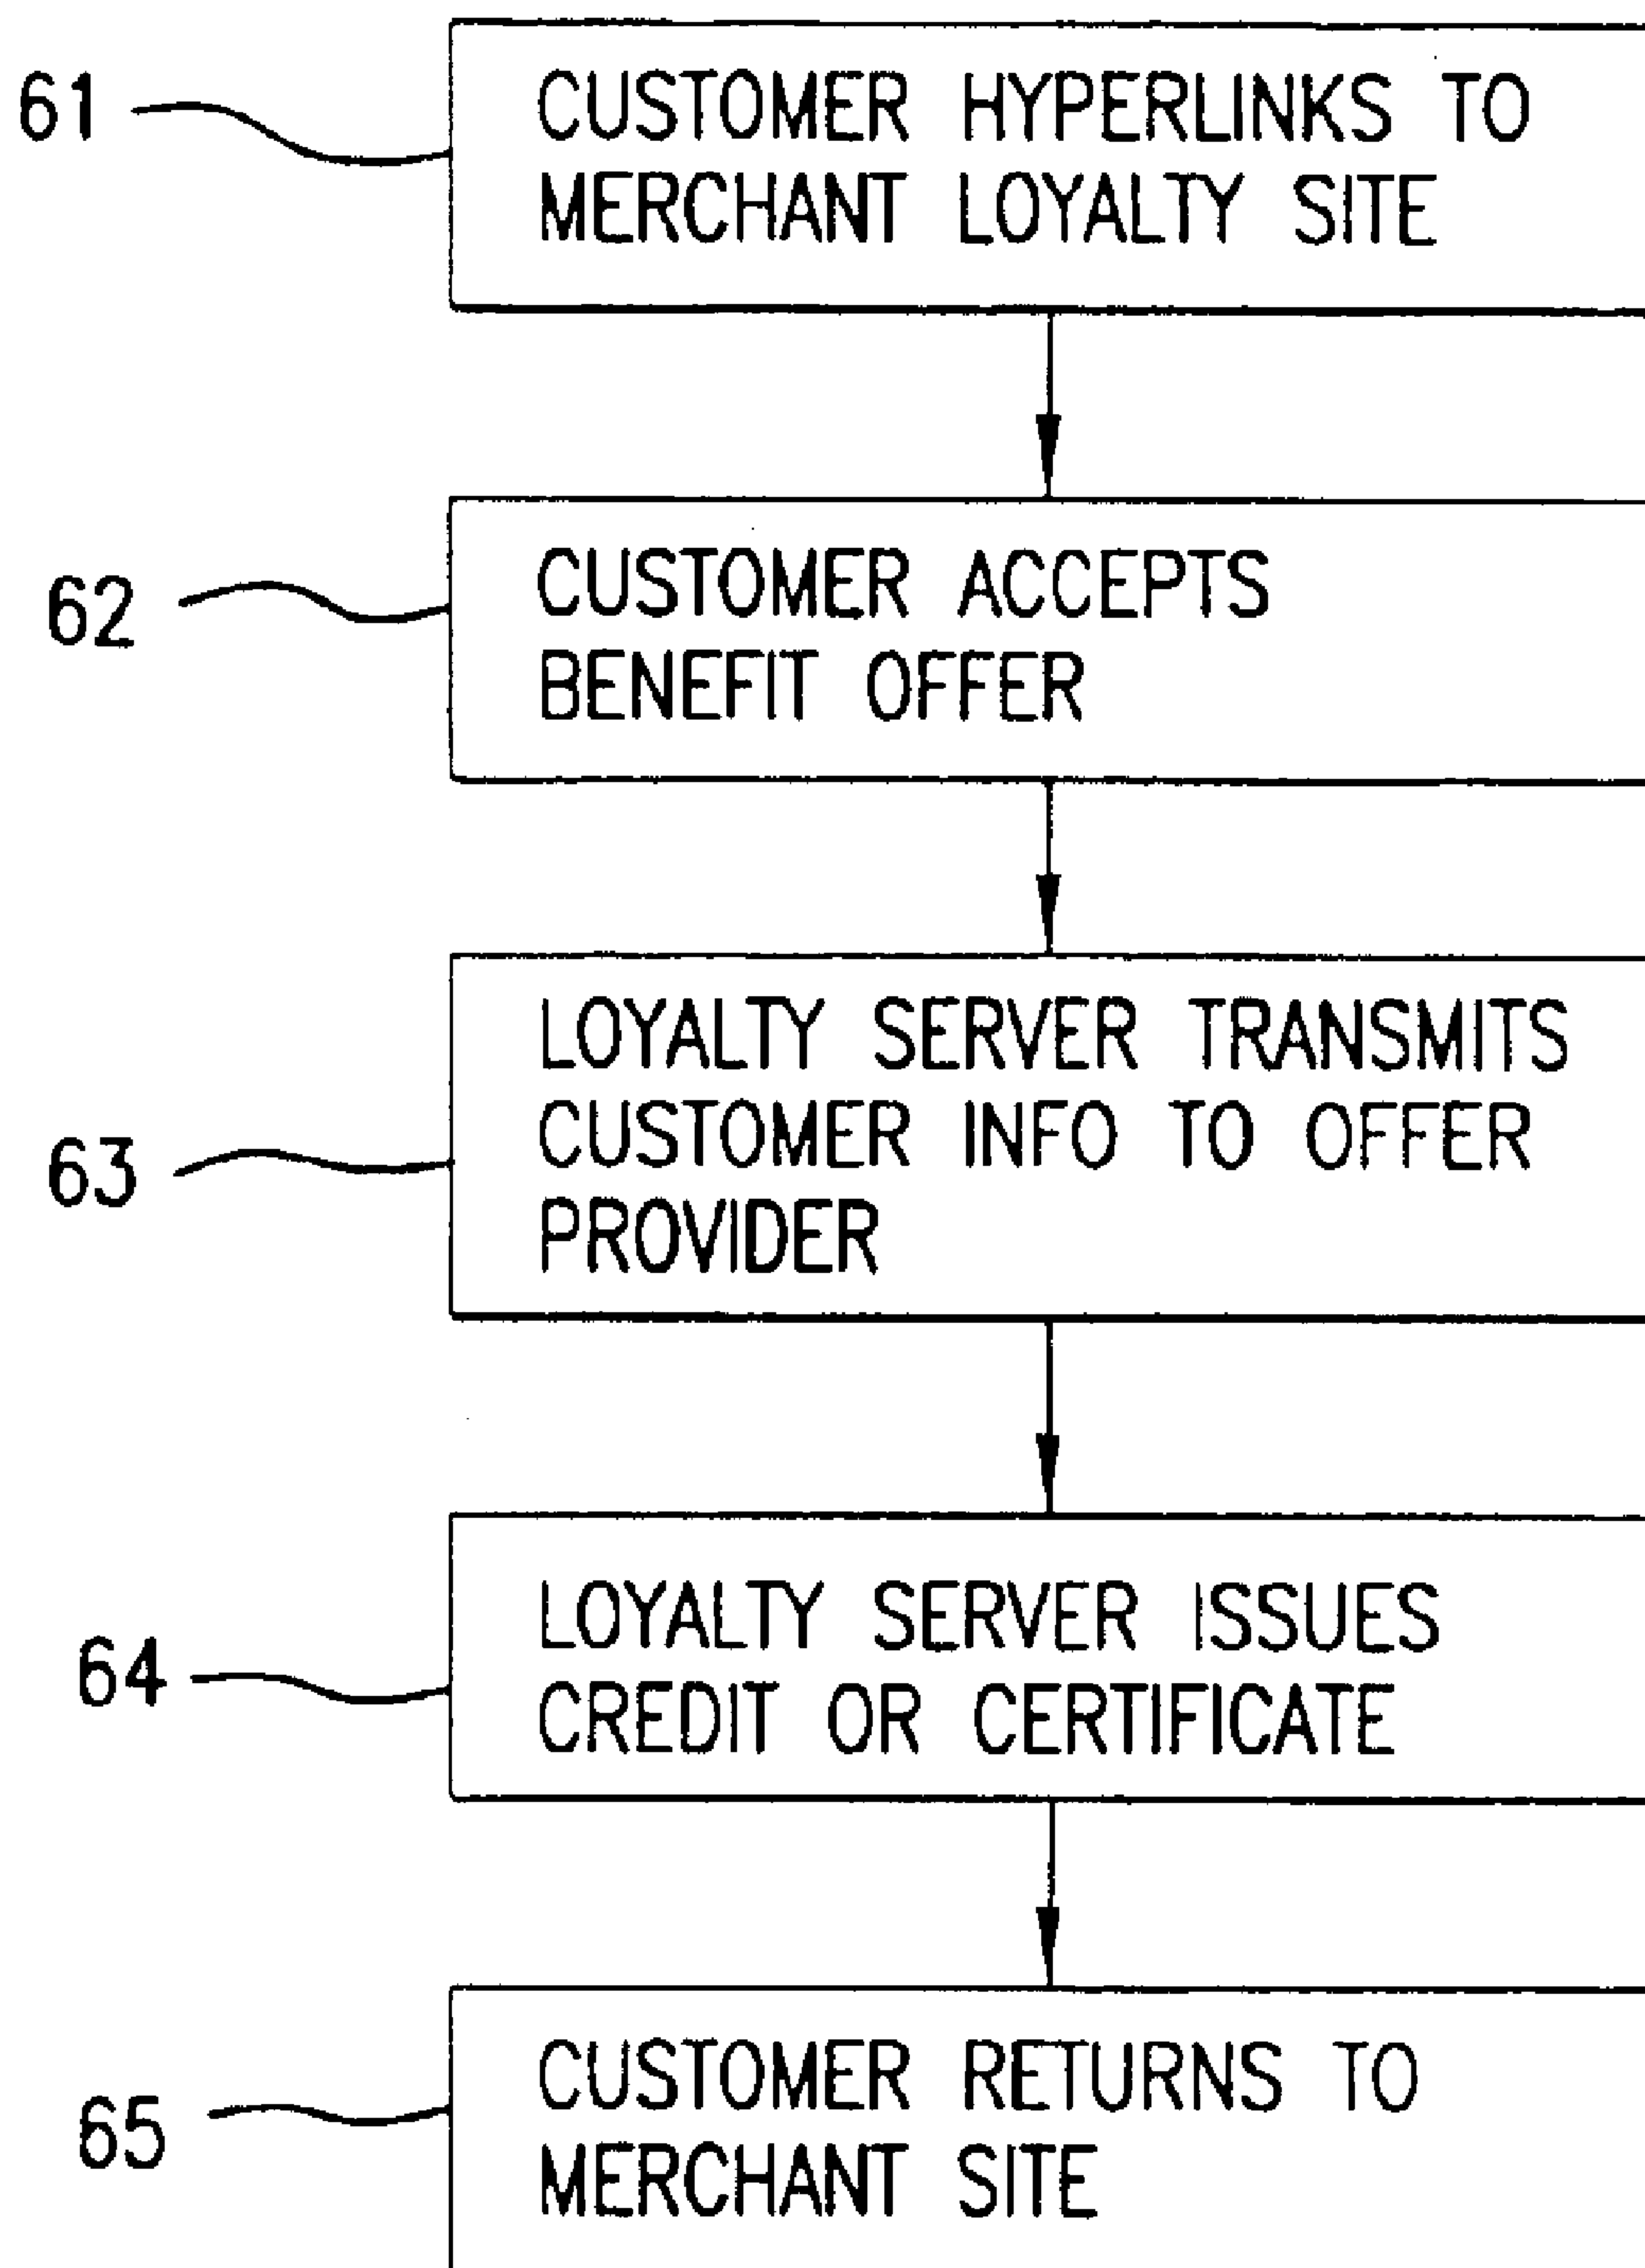 61
CUSTOMER HYPERLINKS TO
MERCHANT LOYALTY SITE
62
CUSTOMER ACCEPTS
BENEFIT OFFER
63
LOYALTY SERVER TRANSMITS
CUSTOMER INFO TO OFFER
PROVIDER
64
LOYALTY SERVER ISSUES
CREDIT OR CERTIFICATE
65
CUSTOMER RETURNS TO
MERCHANT SITE